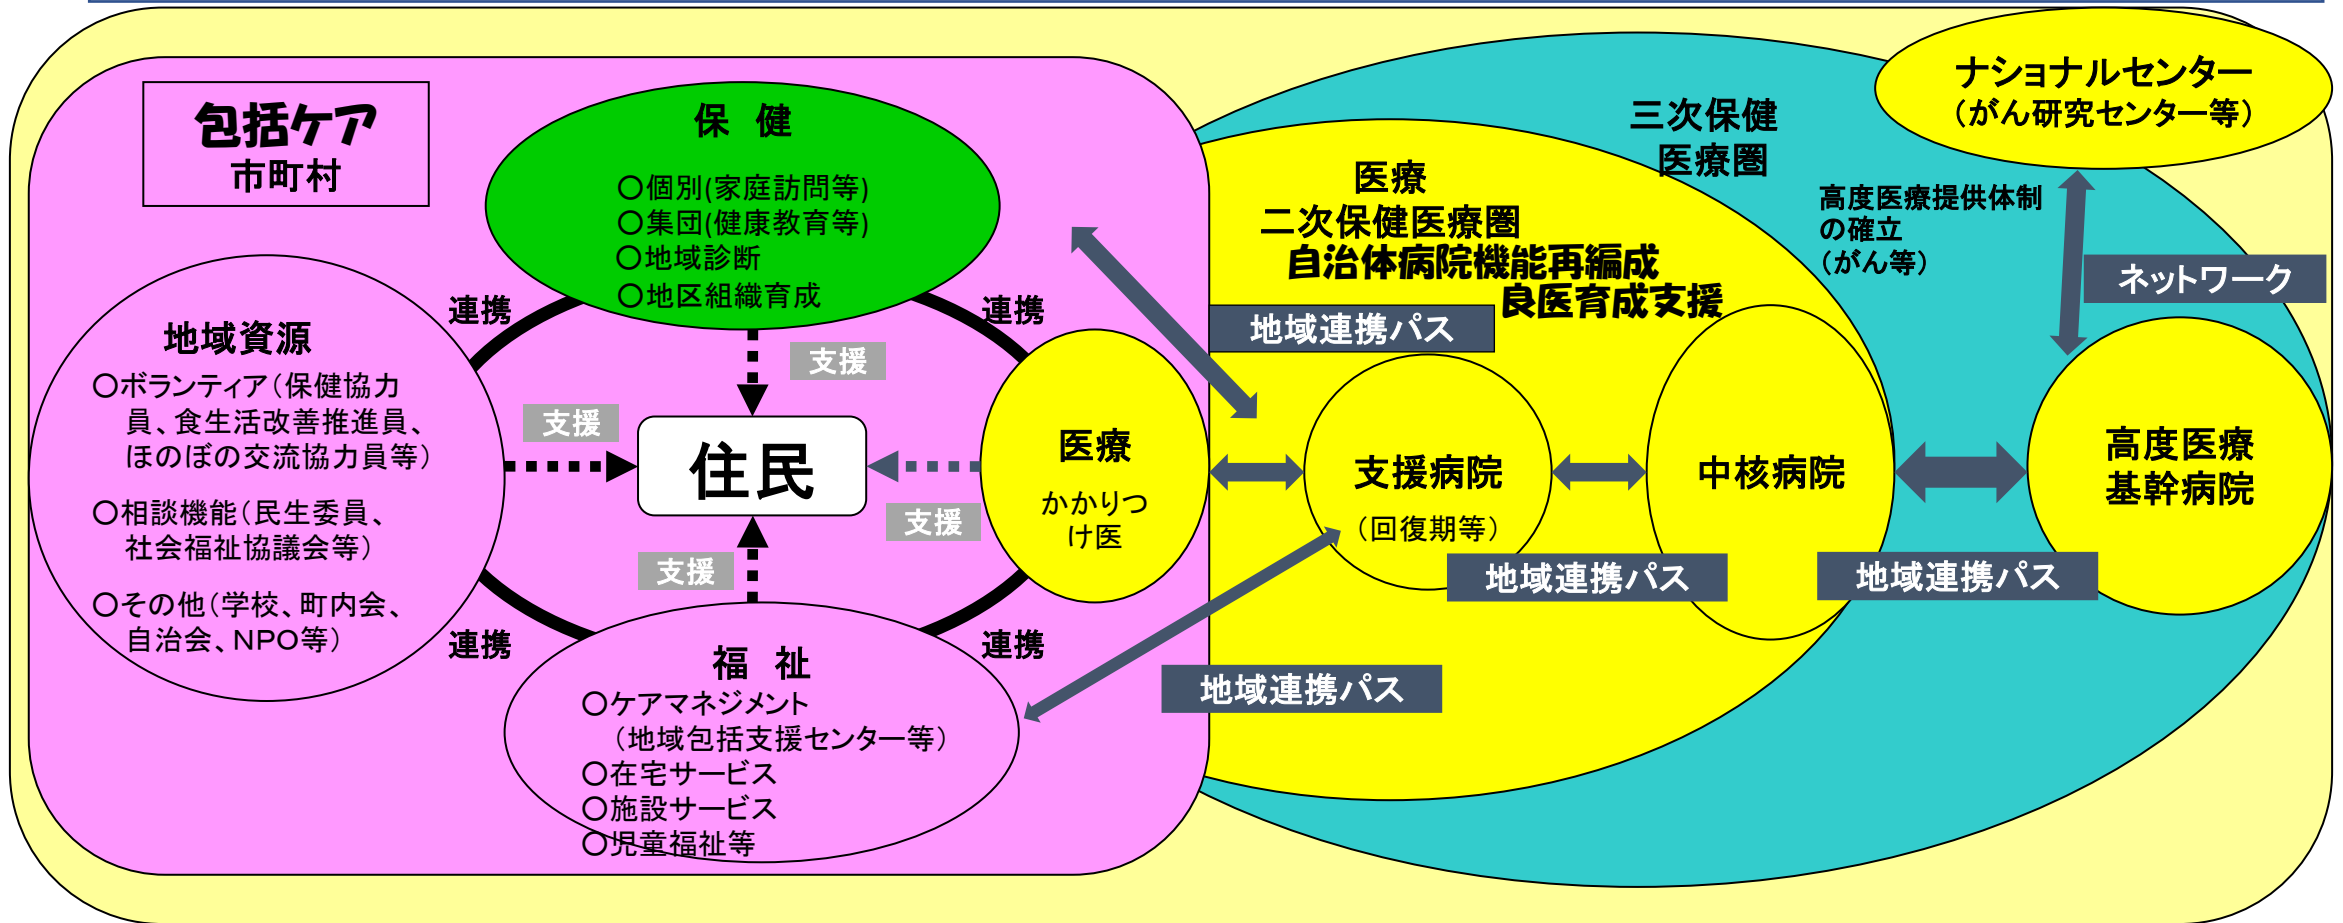 包括ケア
市町村
保　健
○個別(家庭訪問等)
○集団(健康教育等)
○地域診断
○地区組織育成
地域資源
○ボランティア（保健協力
員、食生活改善推進員、
ほのぼの交流協力員等）
○相談機能（民生委員、
社会福祉協議会等）
○その他（学校、町内会、
自治会、NPO等）
連携
連携
連携
連携
支援
支援
支援
支援
住民
医療
かかりつ
け医
福　祉
○ケアマネジメント
（地域包括支援センター等）
○在宅サービス
○施設サービス
○児童福祉等
医療
二次保健医療圏
自治体病院機能再編成
良医育成支援
地域連携パス
支援病院
（回復期等）
地域連携パス
地域連携パス
中核病院
地域連携パス
三次保健
医療圏
高度医療提供体制
の確立
（がん等）
ナショナルセンター
（がん研究センター等）
ネットワーク
高度医療
基幹病院